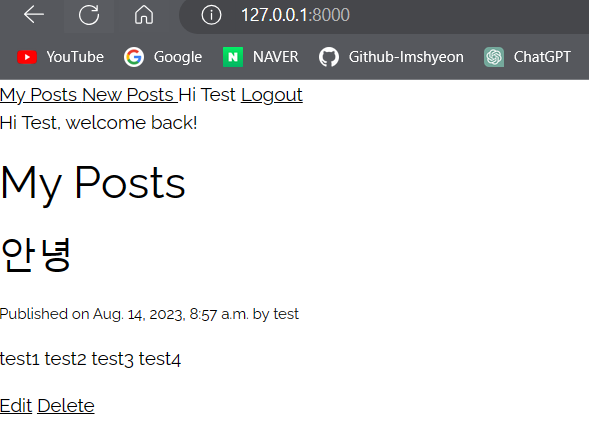 127.0.0.1:8000
YouTube Google NAVER Github-Imshyeon ChatGPT
My Posts New Posts Hi Test Logout
Hi Test, welcome back!
My Posts
안녕
Published on Aug. 14, 2023, 8:57 a.m. by test
test1 test2 test3 test4
Edit Delete